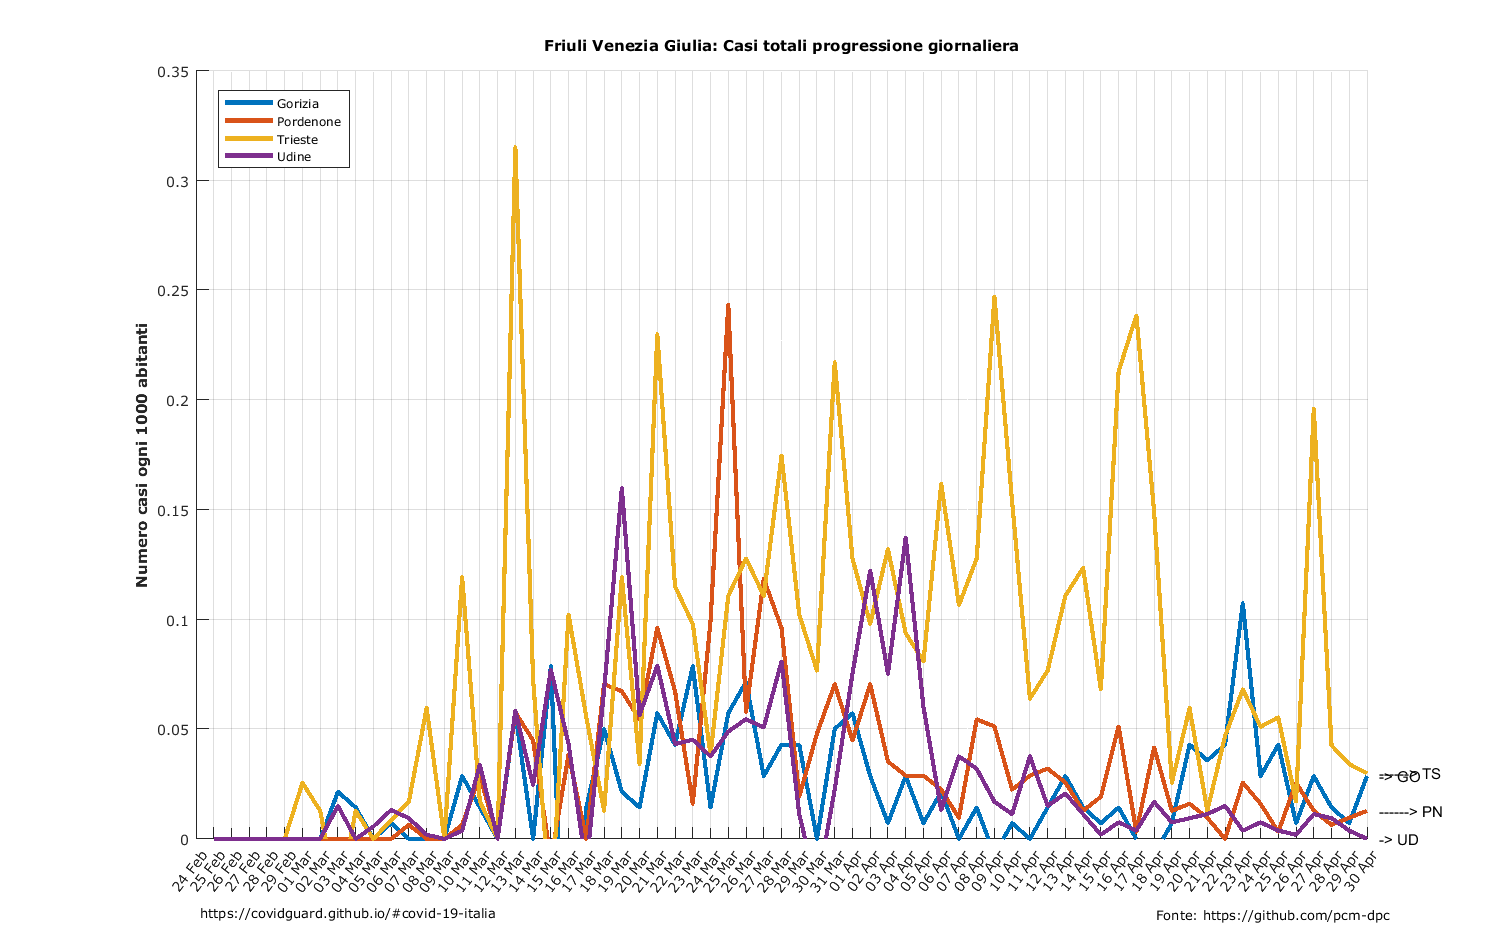 Friuli Venezia Giulia: Casi totali progressione giornaliera
0.35
0.3
0.25
0.2
0.15
0.1
0.05
0
Numero casi ogni 1000 abitanti
Gorizia
Pordenone
Trieste
Udine
------> TS
-> GO
------> PN
-> UD
24 Feb
25 Feb
26 Feb
27 Feb
28 Feb
29 Feb
01 Mar
02 Mar
03 Mar
04 Mar
05 Mar
06 Mar
07 Mar
08 Mar
09 Mar
10 Mar
11 Mar
12 Mar
13 Mar
14 Mar
15 Mar
16 Mar
17 Mar
18 Mar
19 Mar
20 Mar
21 Mar
22 Mar
23 Mar
24 Mar
25 Mar
26 Mar
27 Mar
28 Mar
29 Mar
30 Mar
31 Mar
01 Apr
02 Apr
03 Apr
04 Apr
05 Apr
06 Apr
07 Apr
08 Apr
09 Apr
10 Apr
11 Apr
12 Apr
13 Apr
14 Apr
15 Apr
16 Apr
17 Apr
18 Apr
19 Apr
20 Apr
21 Apr
22 Apr
23 Apr
24 Apr
25 Apr
26 Apr
27 Apr
28 Apr
29 Apr
30 Apr
https://covidguard.github.io/#covid-19-italia
Fonte: https://github.com/pcm-dpc